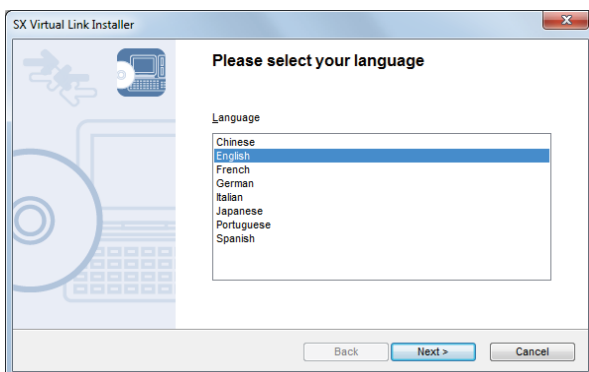 SX Virtual Link Installer
Please select your language
Language
Chinese
English
French
German
Italian
Japanese
Portuguese
Spanish
Back
Next >
Cancel